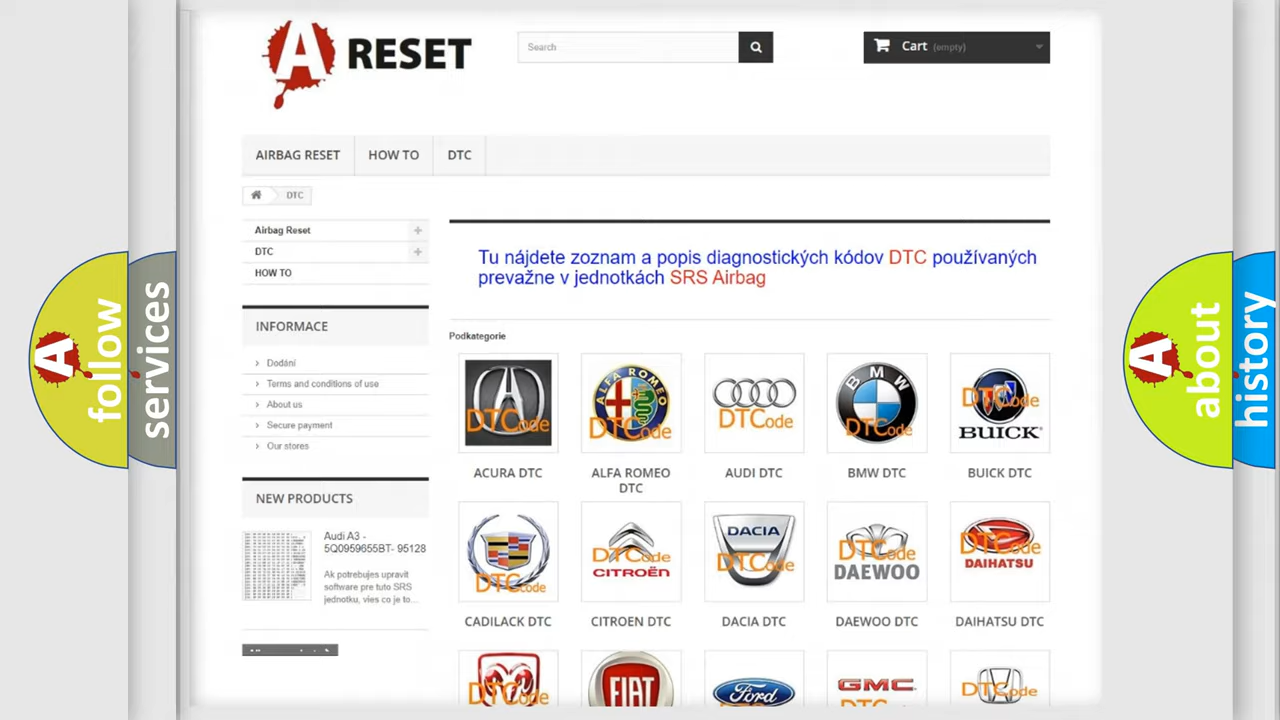 A RESET
Search
Cart (empty)
AIRBAG RESET
HOW TO
DTC
DTC
Airbag Reset
DTC
HOW TO
INFORMACE
Dodání
Terms and conditions of use
About us
Secure payment
Our stores
NEW PRODUCTS
Audi A3 -
5Q0959655BT- 95128
Ak potrebujes upravit
software pre tuto SRS
jednotku, vies co je to...
Tu nájdete zoznam a popis diagnostických kódov DTC používaných
prevažne v jednotkách SRS Airbag
Podkategorie
DTCode
ALFA ROMEO
DTCode
DTCode
BMW
DTCode
DTCode
BUICK
ACURA DTC
ALFA ROMEO
DTC
AUDI DTC
BMW DTC
BUICK DTC
DTCode
DTCode
CITROËN
DACIA
DTCode
DTCode
DAEWOO
DTCode
DAIHATSU
CADILACK DTC
CITROEN DTC
DACIA DTC
DAEWOO DTC
DAIHATSU DTC
DTCode
FIAT
Ford
GMC
DTCode
A follow
services
A about
history